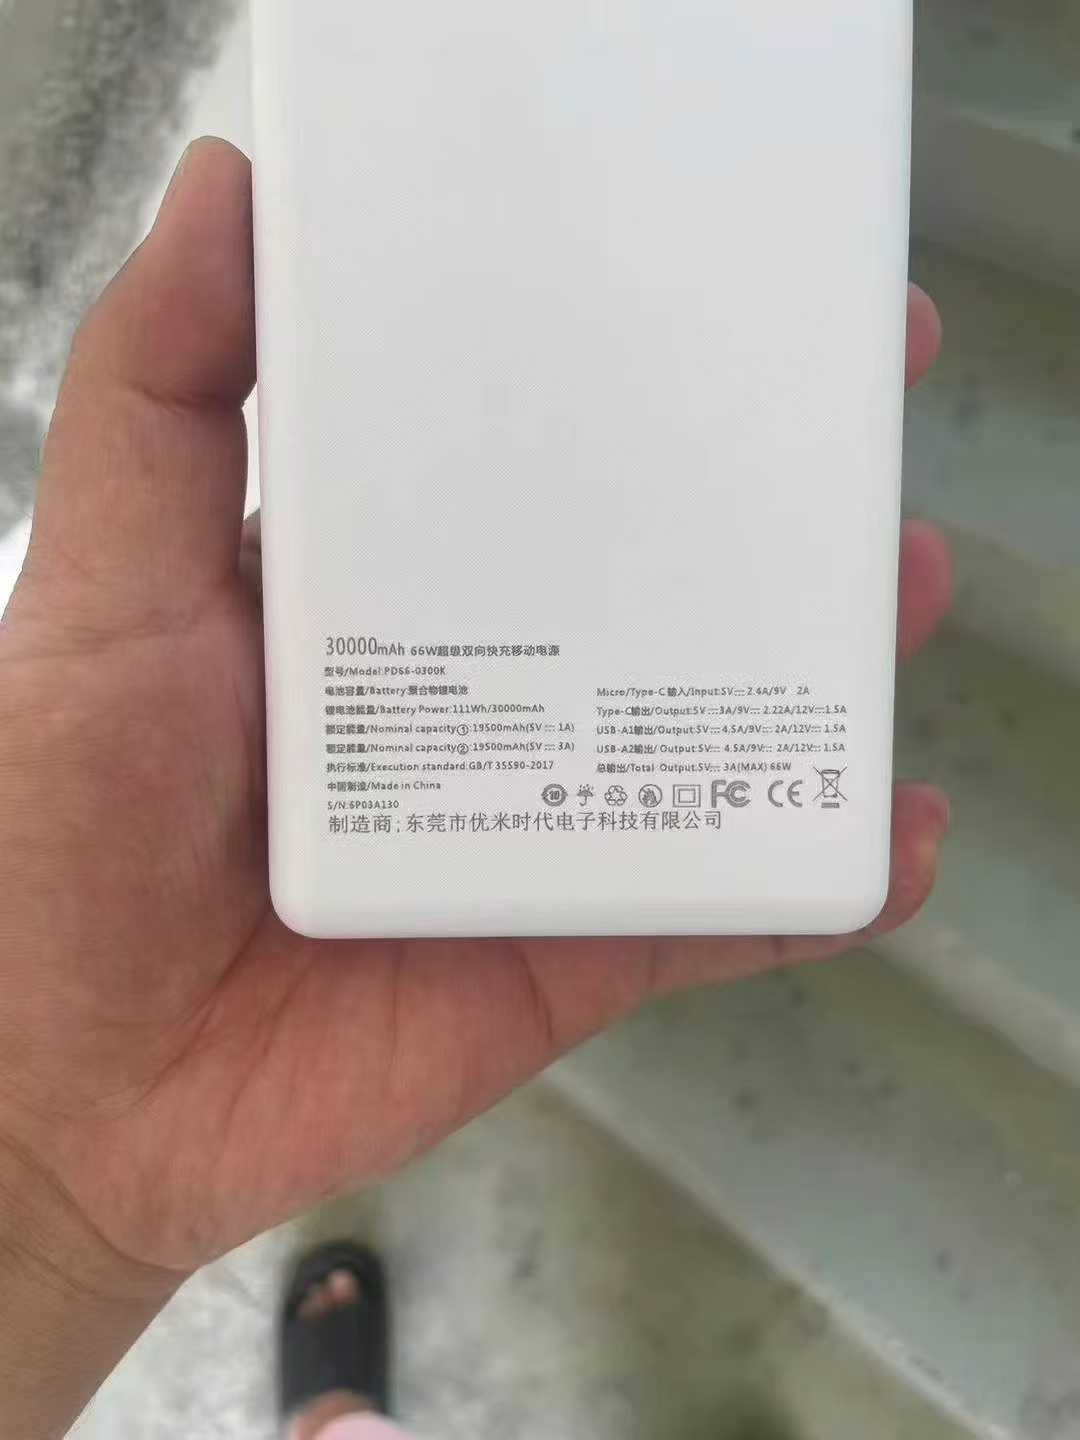 30000mAh 66W超级双向快充移动电源
型号/Model:PD66-0300K
电池容量/Battery:聚合物锂电池
锂电池能量/Battery Power:111Wh/30000mAh
额定能量/Nominal capacity①:19500mAh(5V⎓1A)
额定能量/Nominal capacity②:19500mAh(5V⎓3A)
执行标准/Execution standard:GB/T 35590-2017
中国制造/Made in China
S/N:6P03A130
Micro/Type-C输入/Input:5V⎓2.4A/9V 2A
Type-C输出/Output:5V⎓3A/9V⎓2.22A/12V⎓1.5A
USB-A1输出/Output:5V⎓4.5A/9V⎓2A/12V⎓1.5A
USB-A2输出/Output:5V⎓4.5A/9V⎓2A/12V⎓1.5A
总输出/Total Output:5V⎓3A(MAX) 66W
10 FC CE
制造商;东莞市优米时代电子科技有限公司